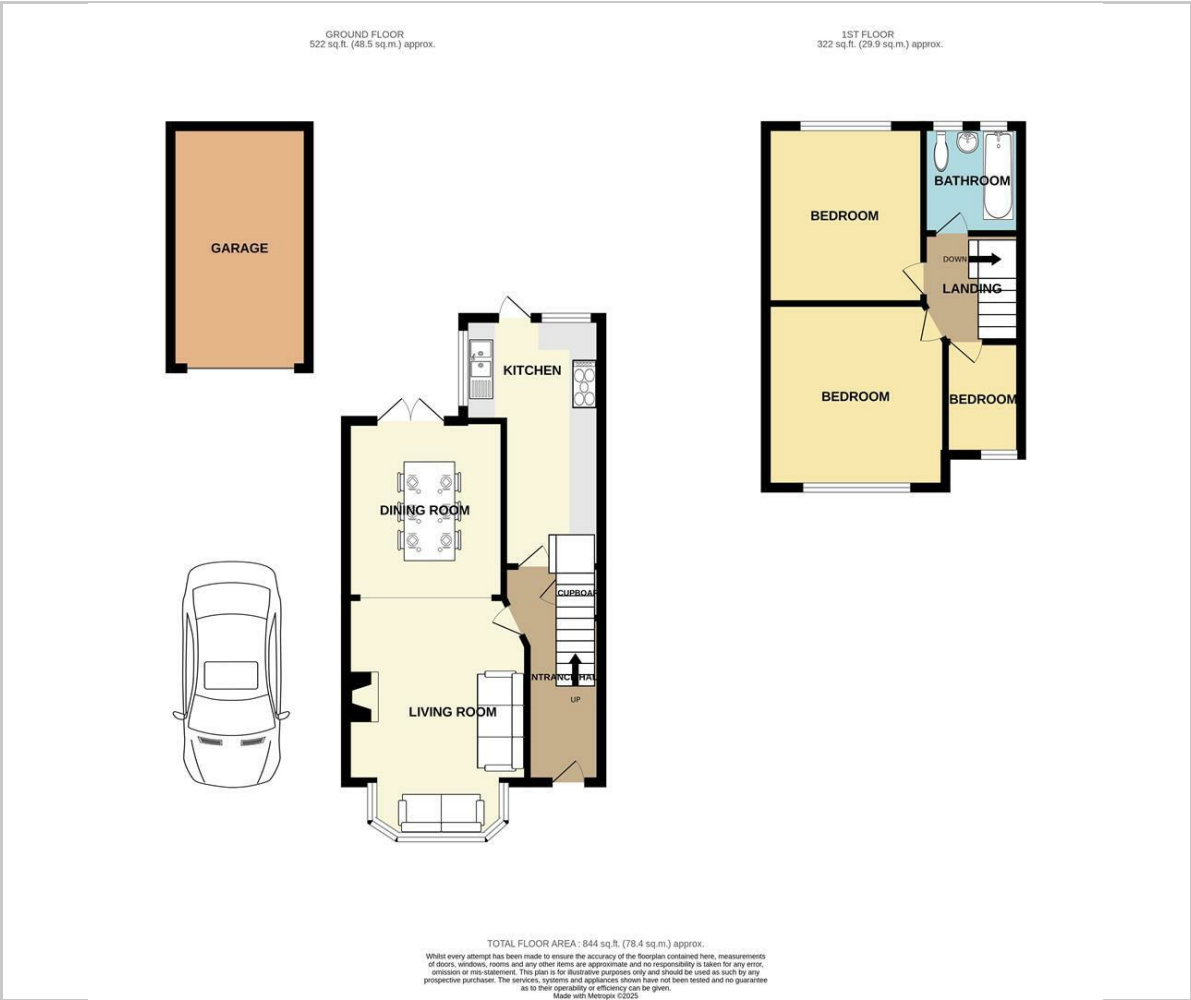 GROUND FLOOR
522 sq.ft. (48.5 sq.m.) approx.
1ST FLOOR
322 sq.ft. (29.9 sq.m.) approx.
GARAGE
KITCHEN
DINING ROOM
CUPBOAR
NTRANCE HAL
UP
LIVING ROOM
BEDROOM
BATHROOM
DOWN
LANDING
BEDROOM
BEDROOM
TOTAL FLOOR AREA : 844 sq.ft. (78.4 sq.m.) approx.
Whilst every attempt has been made to ensure the accuracy of the floorplan contained here, measurements
of doors, windows, rooms and any other items are approximate and no responsibility is taken for any error,
omission or mis-statement. This plan is for illustrative purposes only and should be used as such by any
prospective purchaser. The services, systems and appliances shown have not been tested and no guarantee
as to their operability or efficiency can be given.
Made with Metropix ©2025